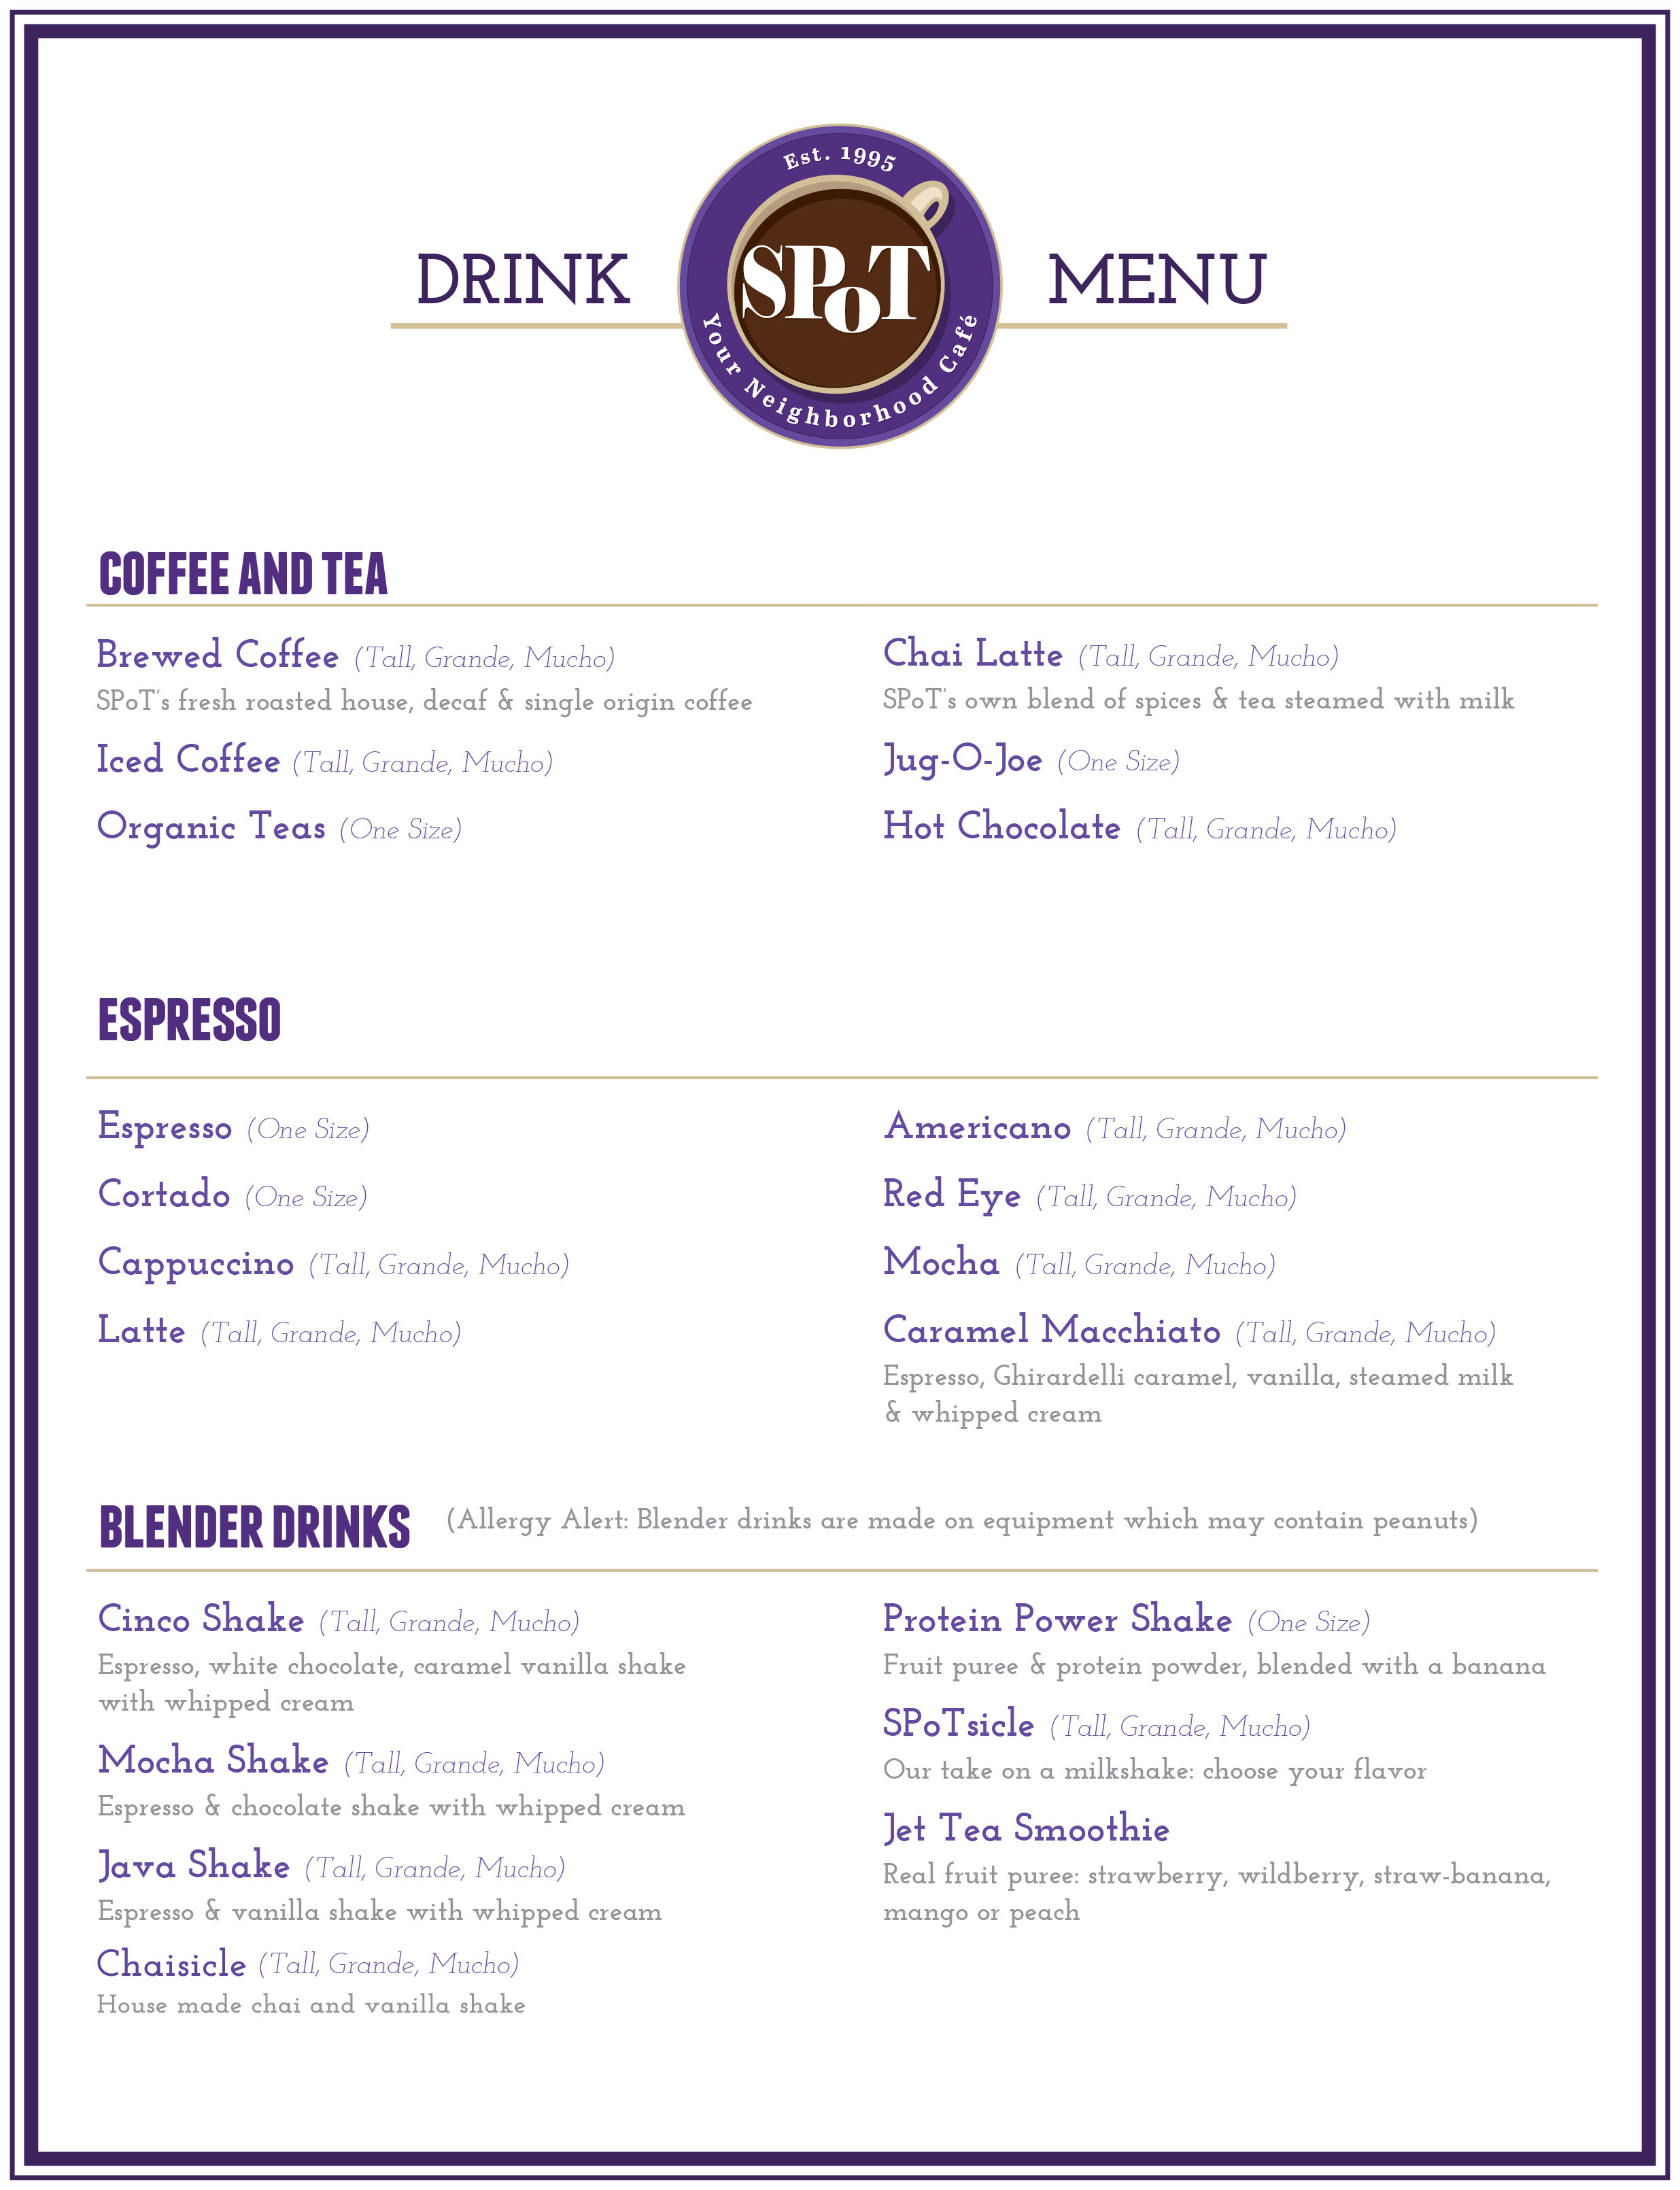 Est. 1995
DRINK
SPoT
MENU
Your Neighborhood Café
COFFEE AND TEA
Brewed Coffee (Tall, Grande, Mucho)
SPoT's fresh roasted house, decaf & single origin coffee
Iced Coffee (Tall, Grande, Mucho)
Organic Teas (One Size)
Chai Latte (Tall, Grande, Mucho)
SPoT's own blend of spices & tea steamed with milk
Jug-O-Joe (One Size)
Hot Chocolate (Tall, Grande, Mucho)
ESPRESSO
Espresso (One Size)
Cortado (One Size)
Cappuccino (Tall, Grande, Mucho)
Latte (Tall, Grande, Mucho)
Americano (Tall, Grande, Mucho)
Red Eye (Tall, Grande, Mucho)
Mocha (Tall, Grande, Mucho)
Caramel Macchiato (Tall, Grande, Mucho)
Espresso, Ghirardelli caramel, vanilla, steamed milk
& whipped cream
BLENDER DRINKS (Allergy Alert: Blender drinks are made on equipment which may contain peanuts)
Cinco Shake (Tall, Grande, Mucho)
Espresso, white chocolate, caramel vanilla shake
with whipped cream
Mocha Shake (Tall, Grande, Mucho)
Espresso & chocolate shake with whipped cream
Java Shake (Tall, Grande, Mucho)
Espresso & vanilla shake with whipped cream
Chaisicle (Tall, Grande, Mucho)
House made chai and vanilla shake
Protein Power Shake (One Size)
Fruit puree & protein powder, blended with a banana
SPoTsicle (Tall, Grande, Mucho)
Our take on a milkshake: choose your flavor
Jet Tea Smoothie
Real fruit puree: strawberry, wildberry, straw-banana,
mango or peach